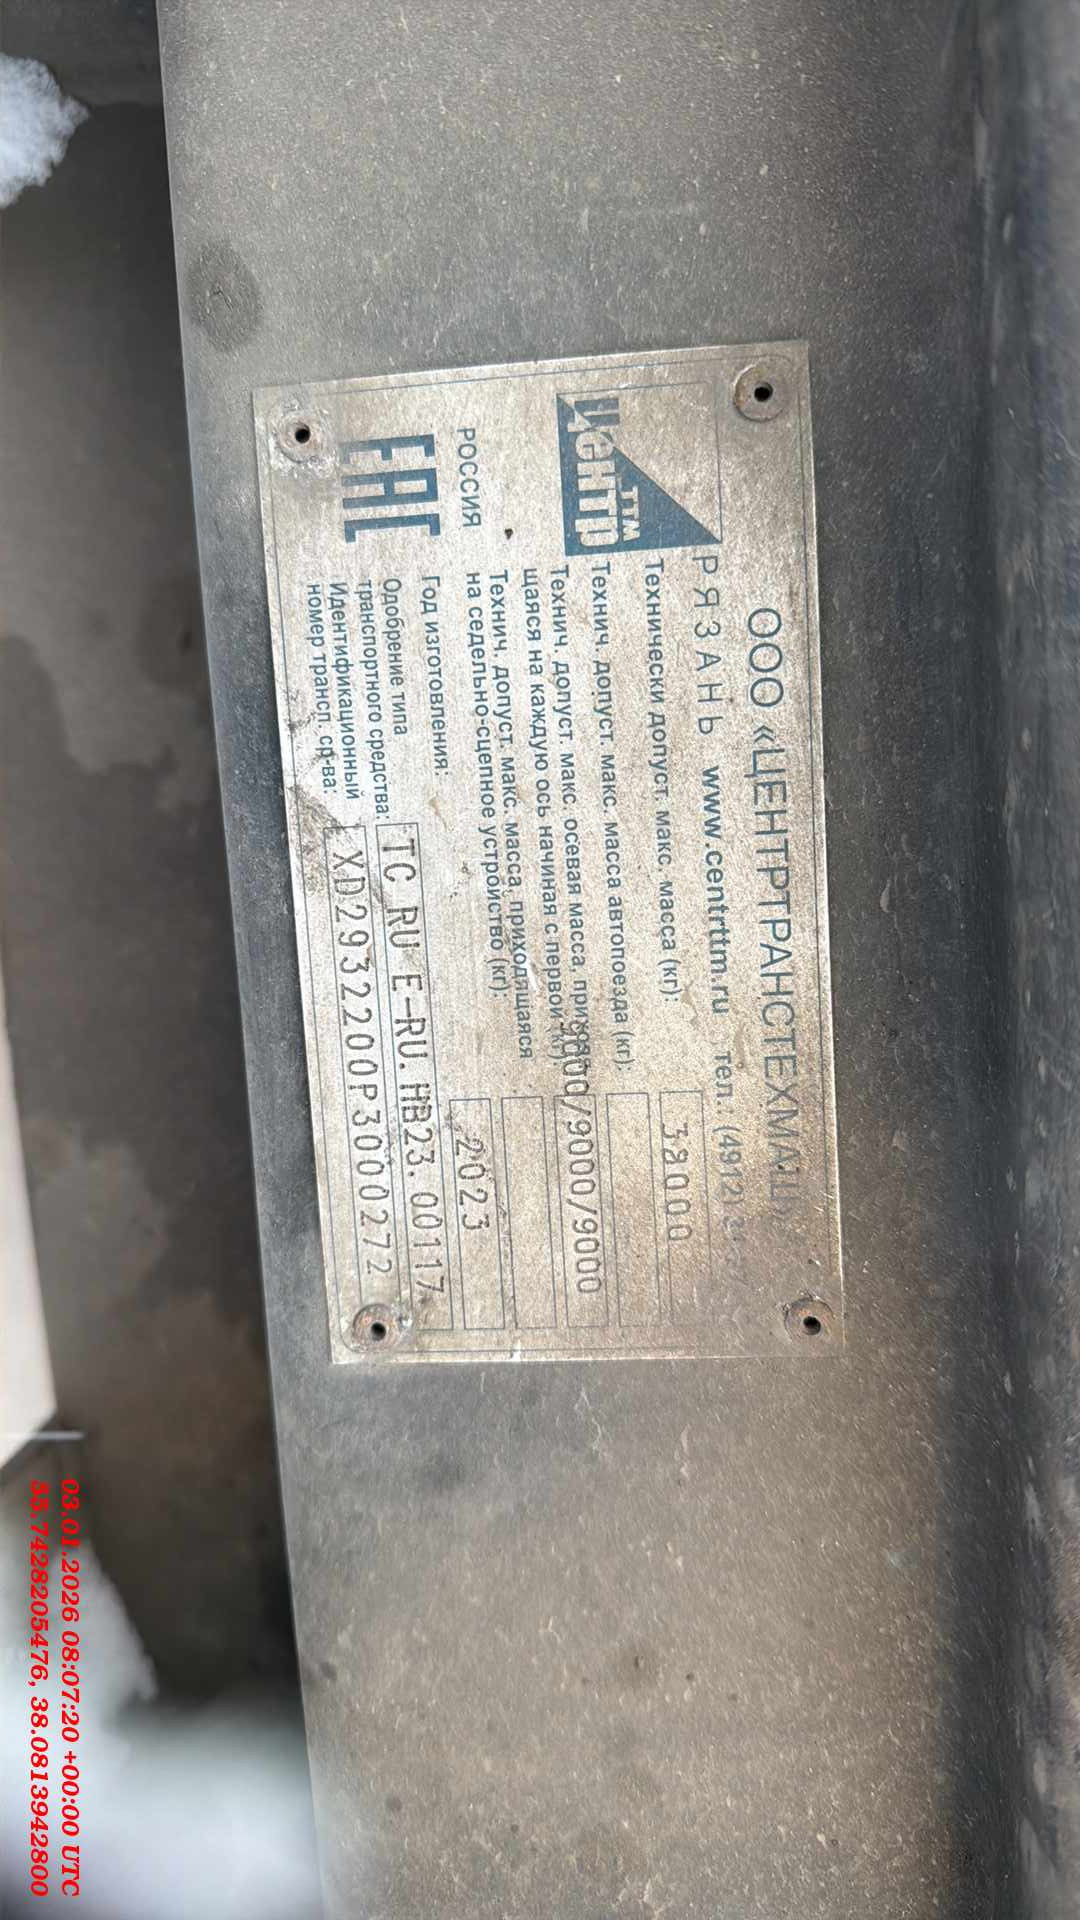 ООО «ЦЕНТРТРАНСТЕХМАШ»
РЯЗАНЬ www.centrttm.ru тел.: (4912)
Центр ТТМ
Технически допуст. макс. масса (кг): 39000
Технич. допуст. макс. масса автопоезда (кг):
Технич. допуст. макс. осевая масса, приходя-
щаяся на каждую ось начиная с первой (кг): 9000/9000/9000
Технич. допуст. макс. масса, приходящаяся
на седельно-сцепное устройство (кг):
РОССИЯ
Год изготовления: 2023
EAC
Одобрение типа
транспортного средства: ТС RU E-RU.НВ23.00117
Идентификационный
номер трансп. ср-ва: XD2932200P3000272
03.01.2026 08:07:20 +00:00 UTC
55.7428205476, 38.0813942800